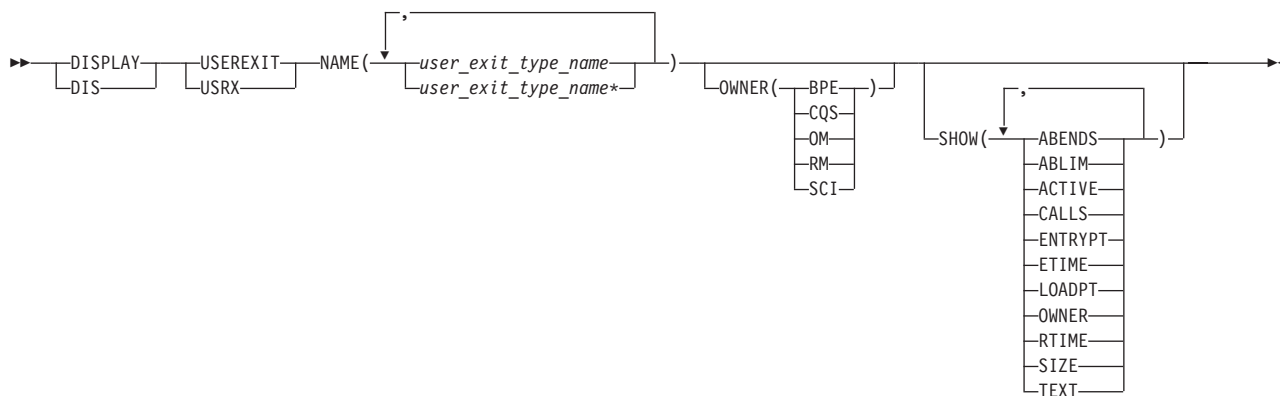 ,
DISPLAY USEREXIT NAME( user_exit_type_name ) OWNER( BPE )
DIS USRX user_exit_type_name* CQS
,
OM SHOW( ABENDS )
RM ABLIM
SCI ACTIVE
CALLS
ENTRYPT
ETIME
LOADPT
OWNER
RTIME
SIZE
TEXT